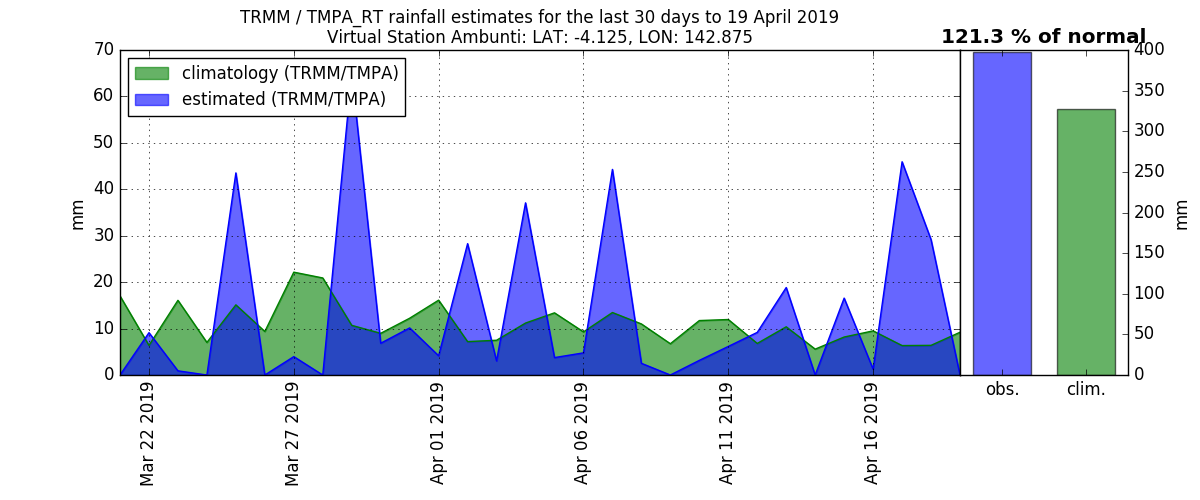 TRMM / TMPA_RT rainfall estimates for the last 30 days to 19 April 2019
Virtual Station Ambunti: LAT: -4.125, LON: 142.875
121.3 % of normal
climatology (TRMM/TMPA)
estimated (TRMM/TMPA)
70
60
50
40
30
20
10
0
mm
400
350
300
250
200
150
100
50
0
mm
obs.
clim.
Mar 22 2019
Mar 27 2019
Apr 01 2019
Apr 06 2019
Apr 11 2019
Apr 16 2019